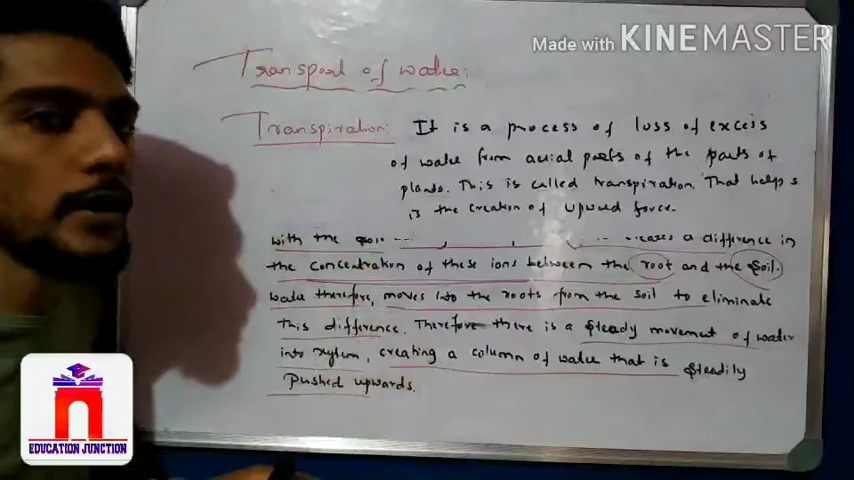 Made with KINEMASTER
Transport of water:
Transpiration: It is a process of loss of excess
of water from aerial parts of the parts of
plants. This is called transpiration. That helps
is the creation of upward force.
with the a difference in
the concentration of these ions between the root and the soil.
water therefore, moves into the roots from the soil to eliminate
this difference. Therefore there is a steady movement of water
into xylem, creating a column of water that is steadily
pushed upwards.
EDUCATION JUNCTION